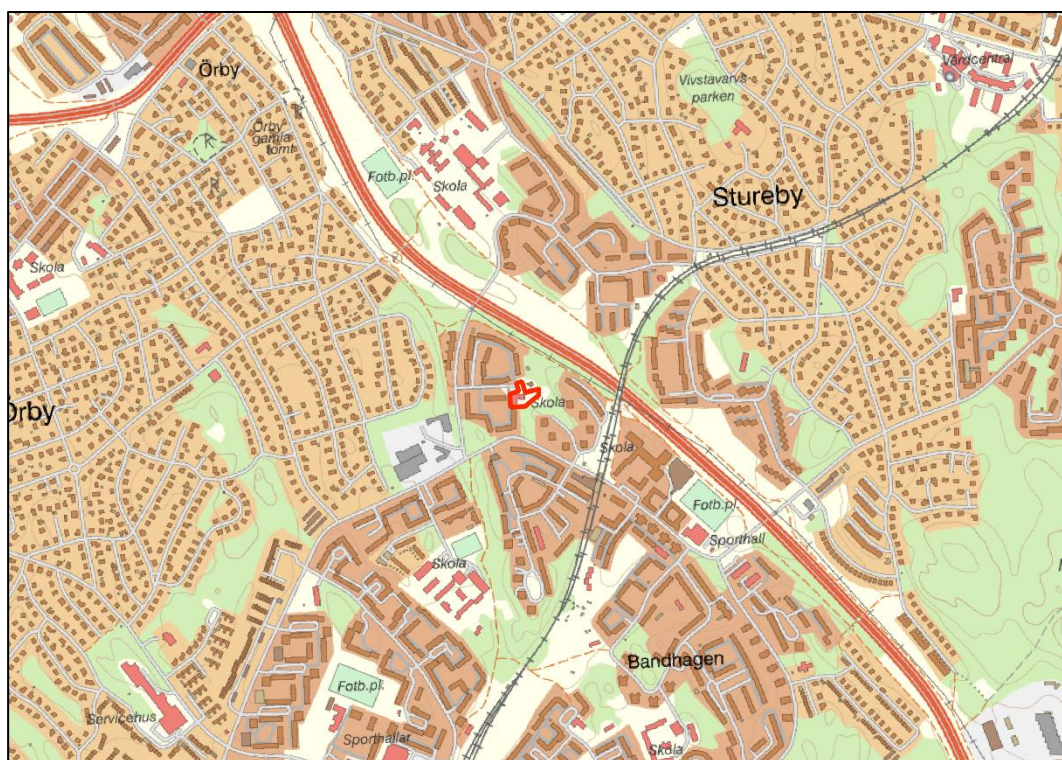 Örby
Vårdcentral
Vivstavarvs
parken
Örby
gamla
tomt
Fotb.pl.
Skola
Stureby
Skola
Örby
Skola
Skola
Fotb.pl.
Sporthall
Skola
Bandhagen
Fotb.pl.
Servicehus
Sporthallar
Skola